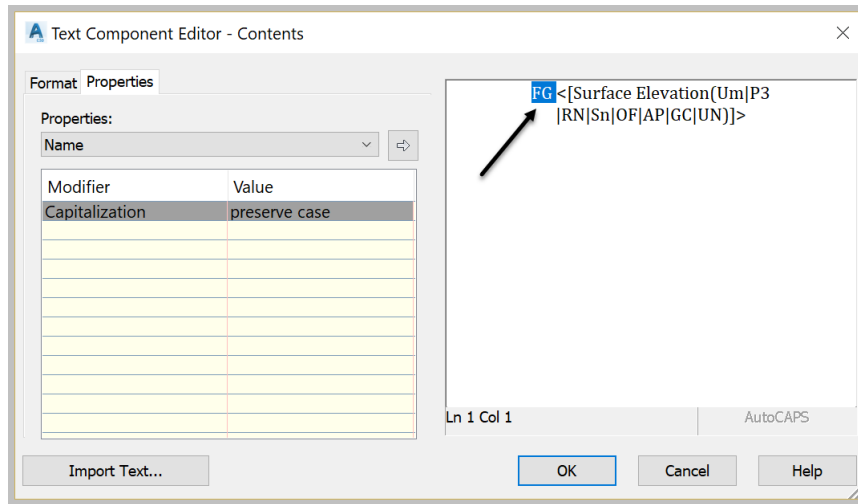 Text Component Editor - Contents
Format Properties
Properties:
Name
Modifier Value
Capitalization preserve case
FG <[Surface Elevation(Um|P3
|RN|Sn|OF|AP|GC|UN)]>
Ln 1 Col 1 AutoCAPS
Import Text... OK Cancel Help